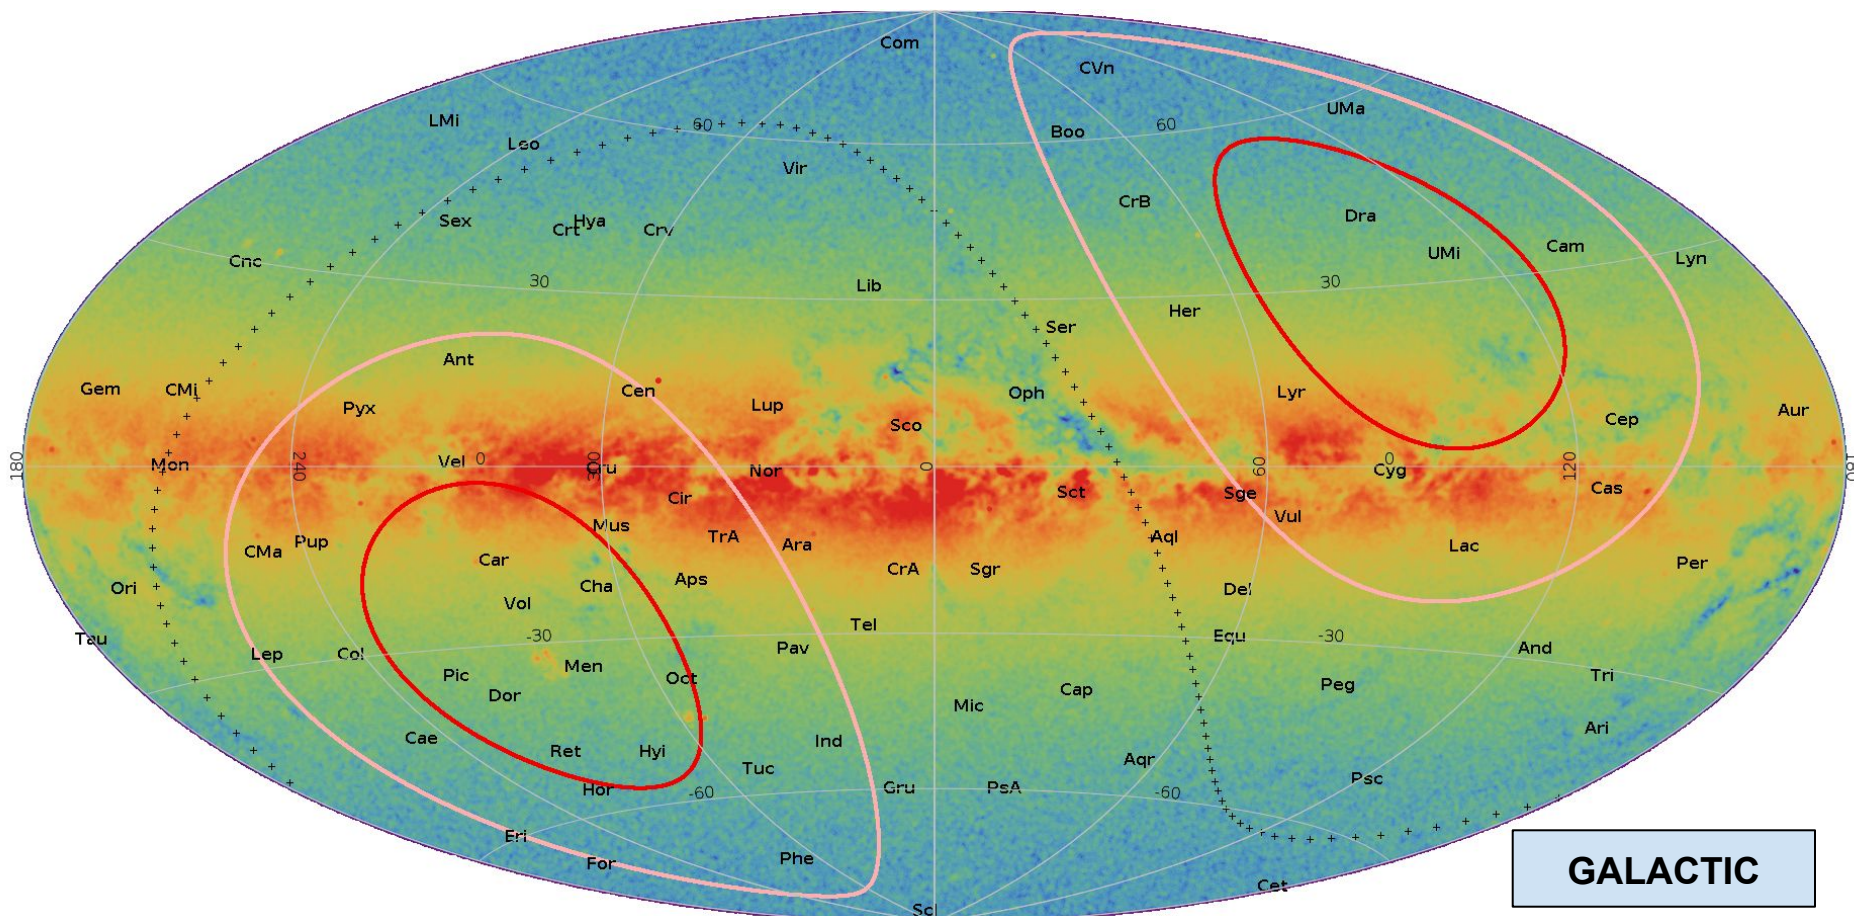 Com
CVn
UMa
LMi
60
60
Boo
Leo
Vir
CrB
Dra
Sex
Hya
Crt
Crv
UMi
Cam
Cnc
Lyn
30
Lib
30
Her
Ser
Ant
Gem
CMi
Cen
Oph
Lyr
Pyx
Lup
Aur
Sco
Cep
180
Mon
240
Vel
0
300
Cru
Nor
0
60
0
Cyg
120
180
Cir
Sct
Sge
Cas
Mus
Vul
CMa
Pup
TrA
Ara
Aql
Lac
Car
CrA
Sgr
Per
Ori
Cha
Aps
Del
Vol
Tau
-30
Tel
Equ
-30
Lep
Col
Men
Pav
And
Pic
Oct
Tri
Dor
Mic
Cap
Peg
Cae
Ret
Hyi
Ind
Ari
Tuc
Aqr
Psc
Hor
-60
Gru
PsA
-60
Eri
For
Phe
Cet
GALACTIC
Scl